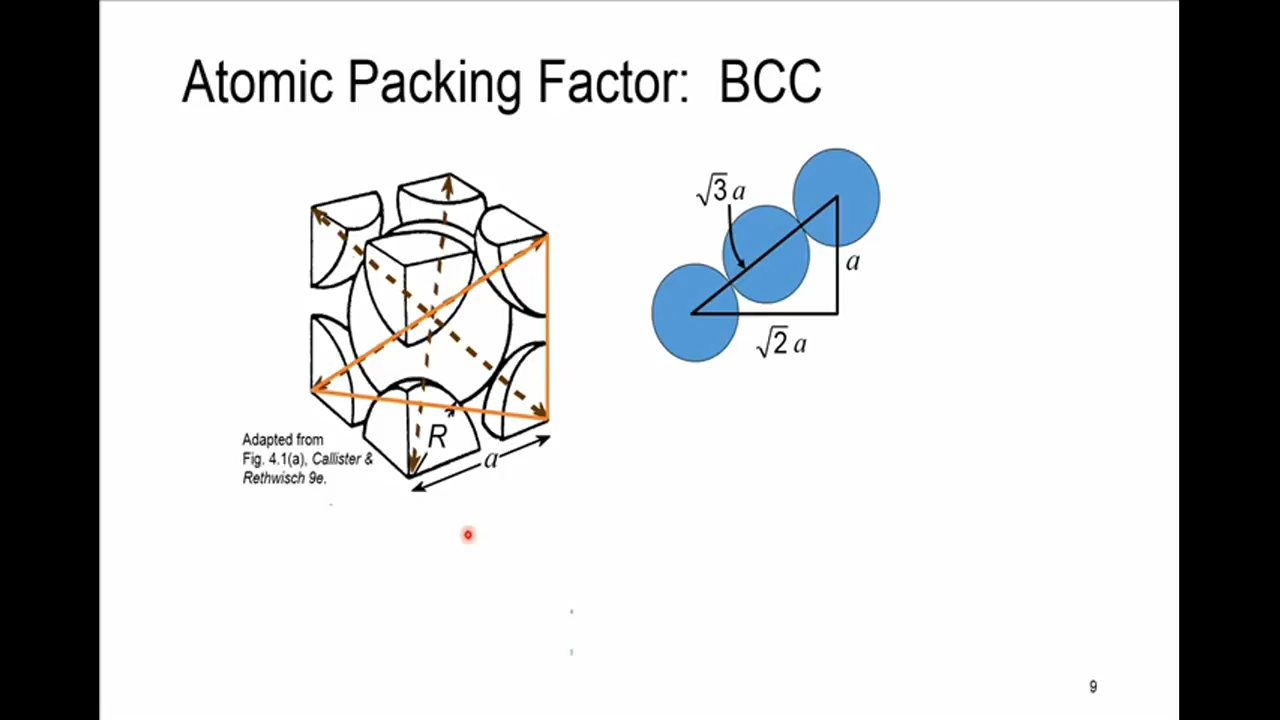 Atomic Packing Factor: BCC
√3 a
a
√2 a
R
a
Adapted from
Fig. 4.1(a), Callister &
Rethwisch 9e.
9